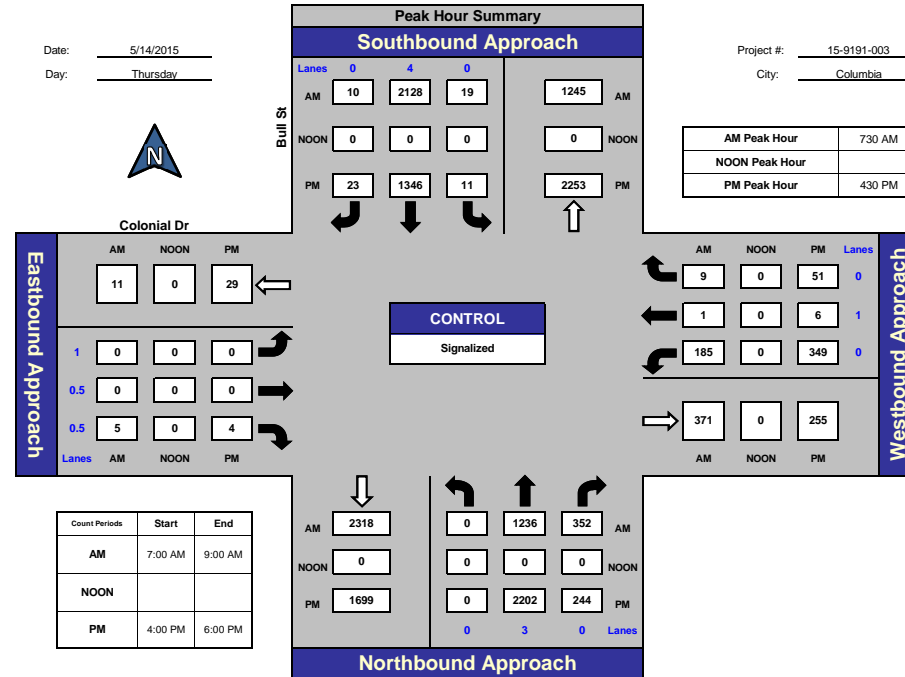 Peak Hour Summary
Southbound Approach
Date: 5/14/2015
Day: Thursday
Project #: 15-9191-003
City: Columbia
N
Bull St
Lanes 0 4 0
AM 10 2128 19 1245 AM
NOON 0 0 0 0 NOON
PM 23 1346 11 2253 PM
AM Peak Hour 730 AM
NOON Peak Hour
PM Peak Hour 430 PM
Colonial Dr
Eastbound Approach
AM NOON PM
11 0 29
1 0 0 0
0.5 0 0 0
0.5 5 0 4
Lanes AM NOON PM
CONTROL
Signalized
AM NOON PM Lanes
9 0 51 0
1 0 6 1
185 0 349 0
371 0 255
AM NOON PM
Westbound Approach
Count Periods Start End
AM 7:00 AM 9:00 AM
NOON
PM 4:00 PM 6:00 PM
AM 2318 0 1236 352 AM
NOON 0 0 0 0 NOON
PM 1699 0 2202 244 PM
0 3 0 Lanes
Northbound Approach